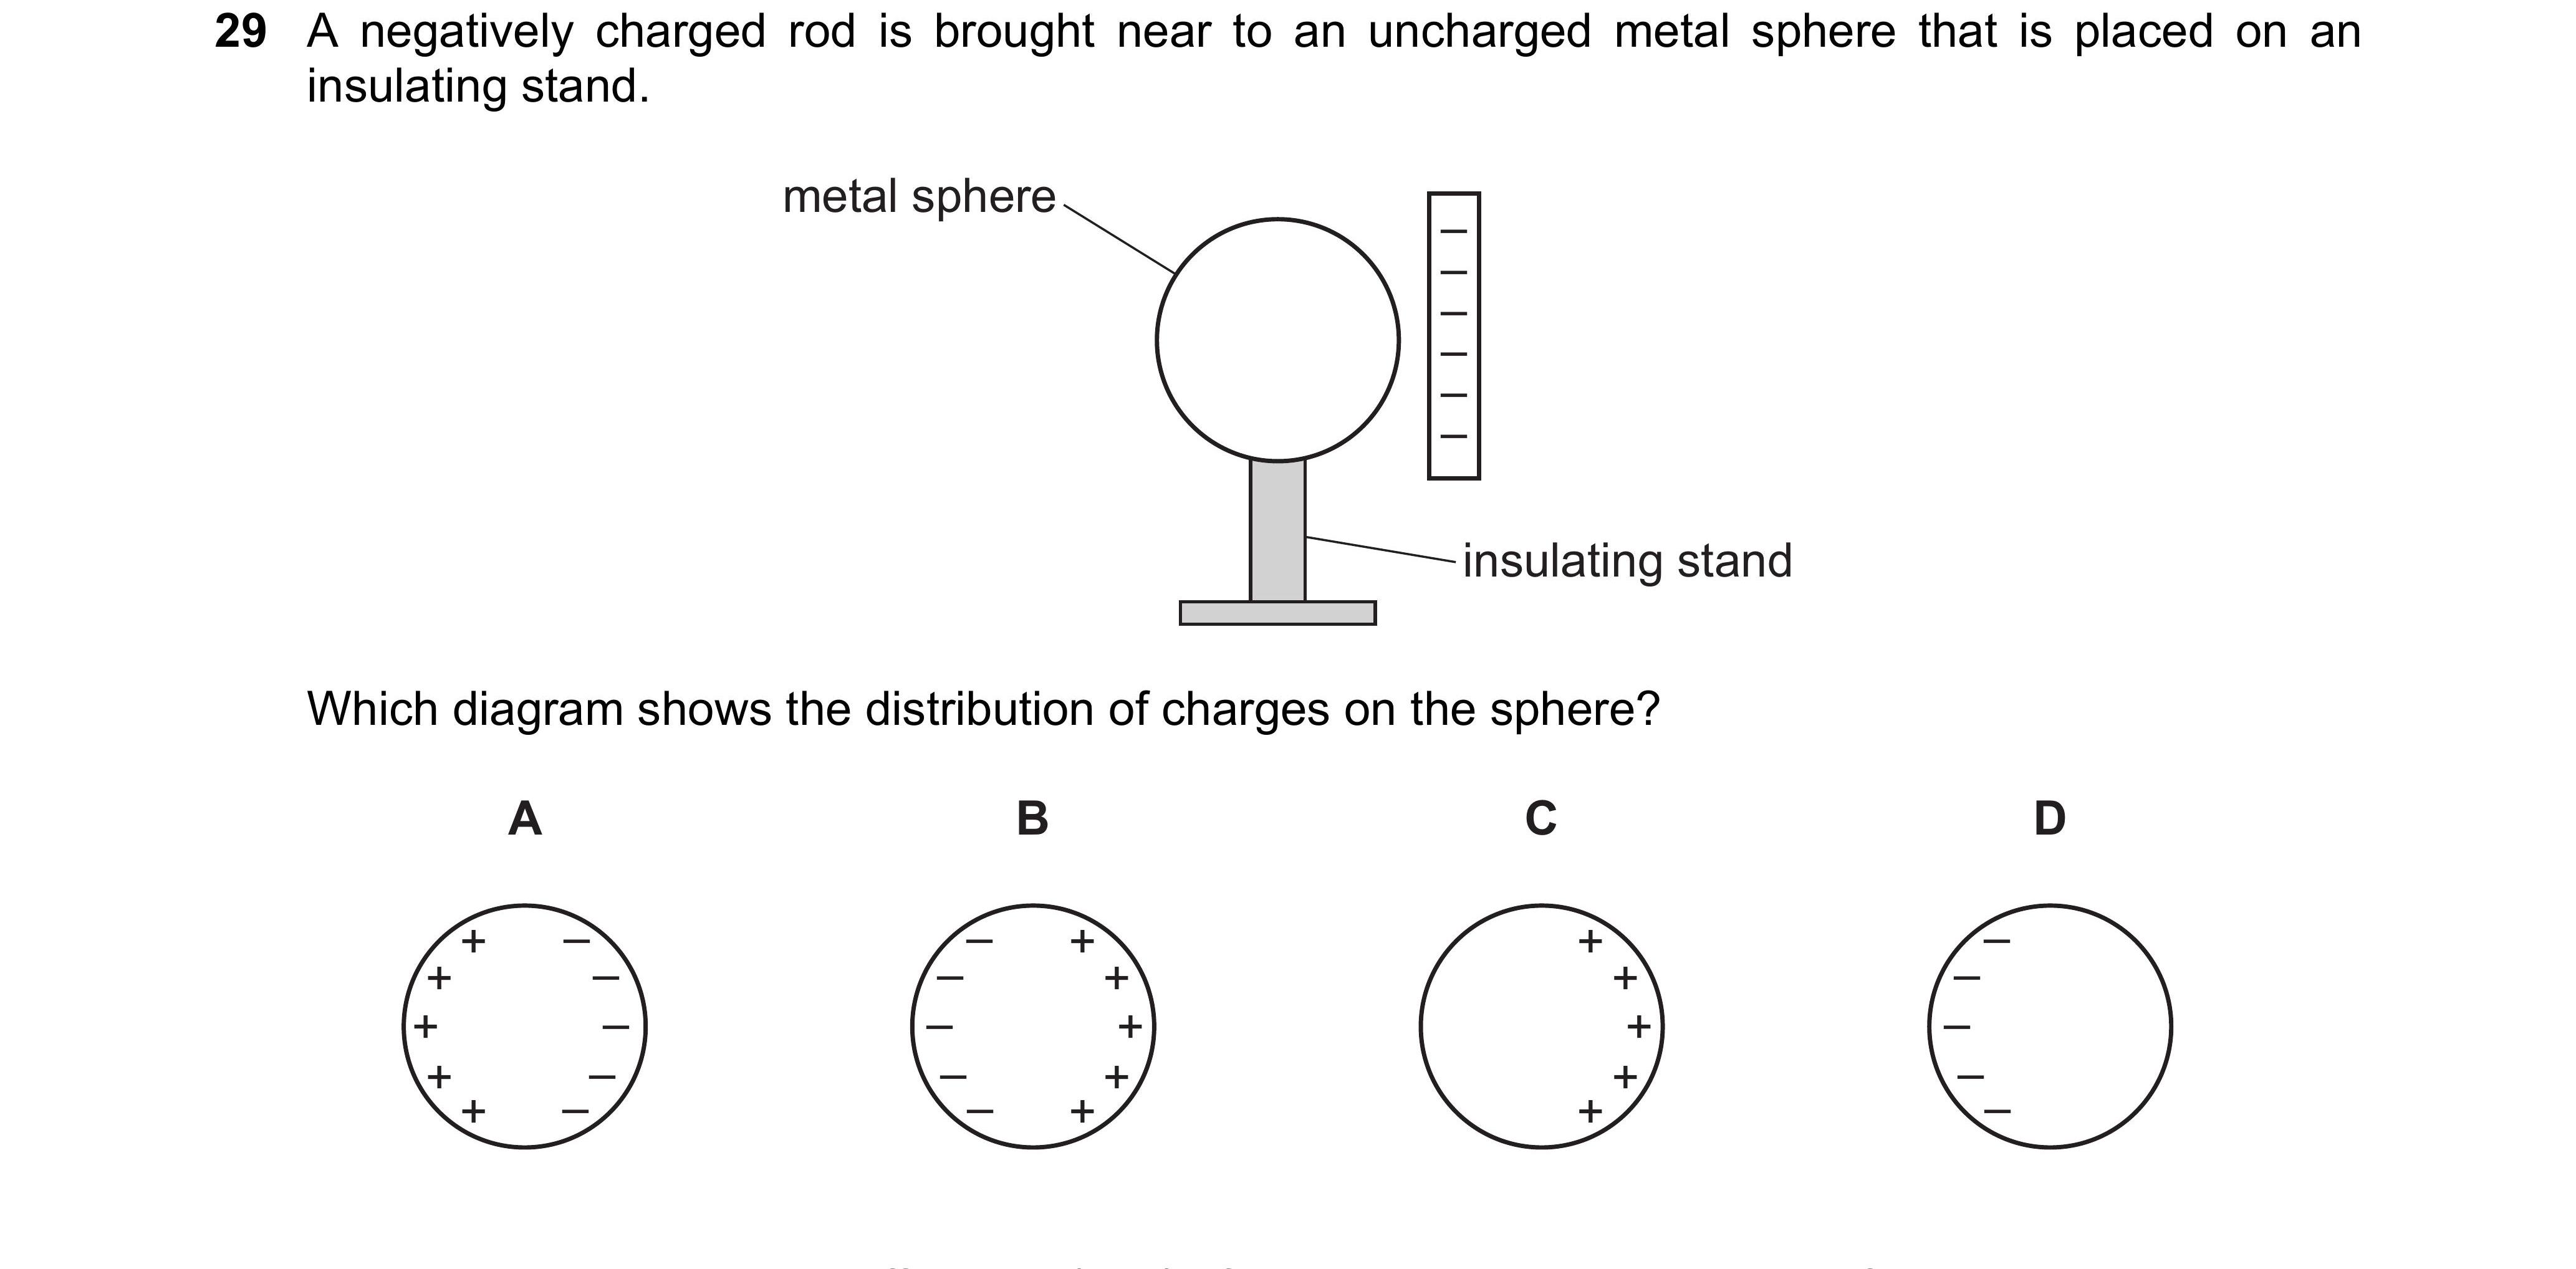 29 A negatively charged rod is brought near to an uncharged metal sphere that is placed on an
insulating stand.
metal sphere
–
–
–
–
–
–
insulating stand
Which diagram shows the distribution of charges on the sphere?
A B C D
+ – – + + –
+ – – + + –
+ – – + + –
+ – – + + –
+ – – + + –